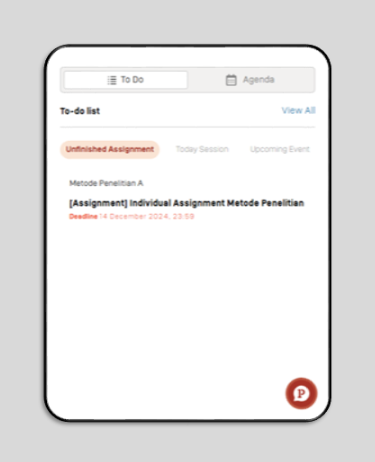 To Do
Agenda
To-do list
View All
Unfinished Assignment
Today Session
Upcoming Event
Metode Penelitian A
[Assignment] Individual Assignment Metode Penelitian
Deadline 14 December 2024, 23:59
P